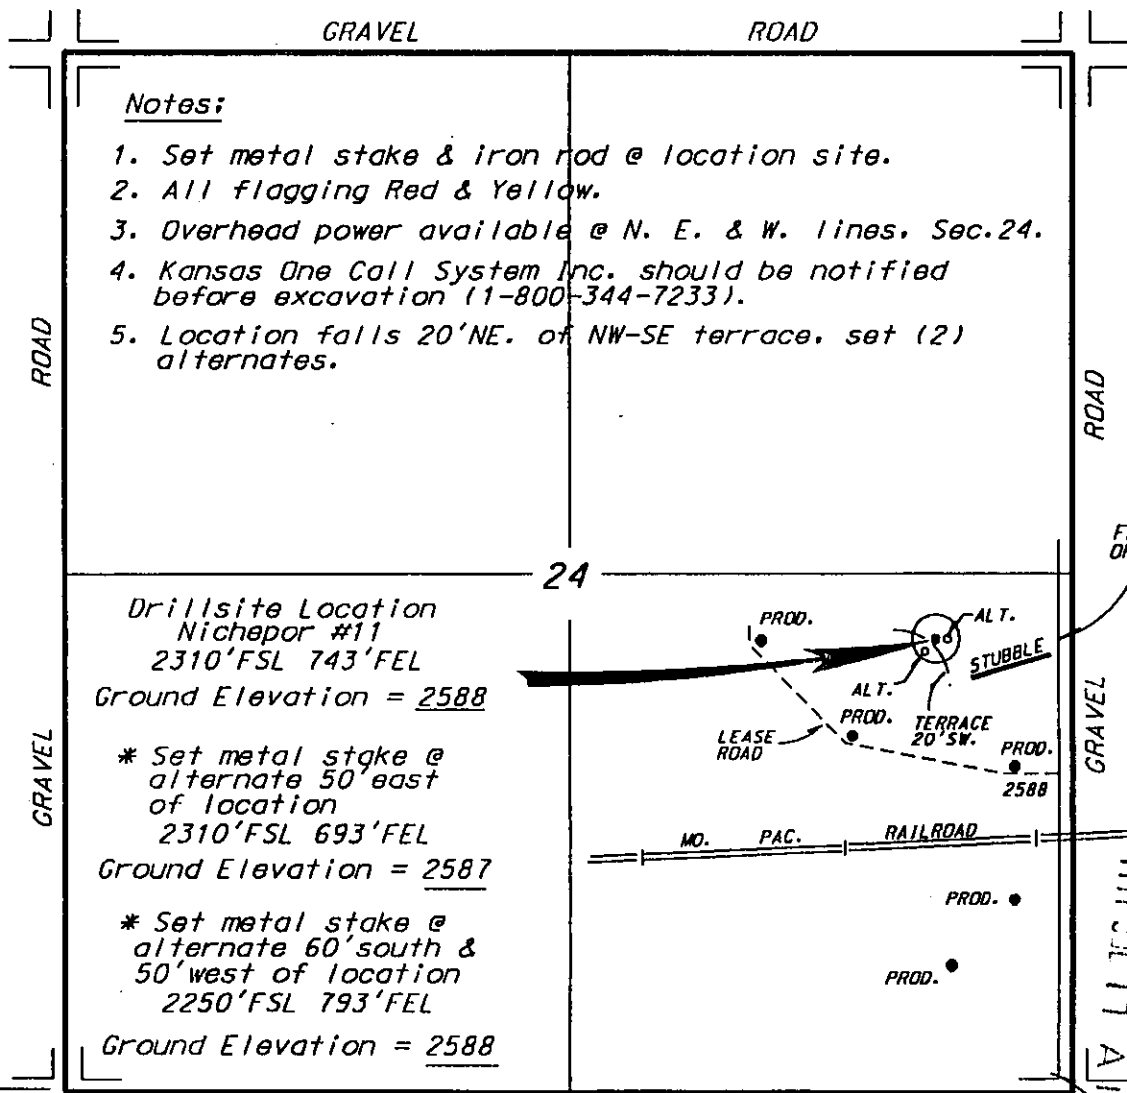 GRAVEL ROAD
Notes:
1. Set metal stake & iron rod @ location site.
2. All flagging Red & Yellow.
3. Overhead power available @ N. E. & W. lines. Sec.24.
4. Kansas One Call System Inc. should be notified
before excavation (1-800-344-7233).
5. Location falls 20'NE. of NW-SE terrace. set (2)
alternates.
ROAD
ROAD
24
Drillsite Location
Nichepor #11
2310'FSL 743'FEL
Ground Elevation = 2588
* Set metal stake @
alternate 50'east
of location
2310'FSL 693'FEL
Ground Elevation = 2587
* Set metal stake @
alternate 60'south &
50'west of location
2250'FSL 793'FEL
Ground Elevation = 2588
GRAVEL
PROD.
ALT.
STUBBLE
ALT.
PROD.
TERRACE
20'SW.
LEASE
ROAD
PROD.
2588
GRAVEL
MO. PAC. RAILROAD
PROD.
PROD.